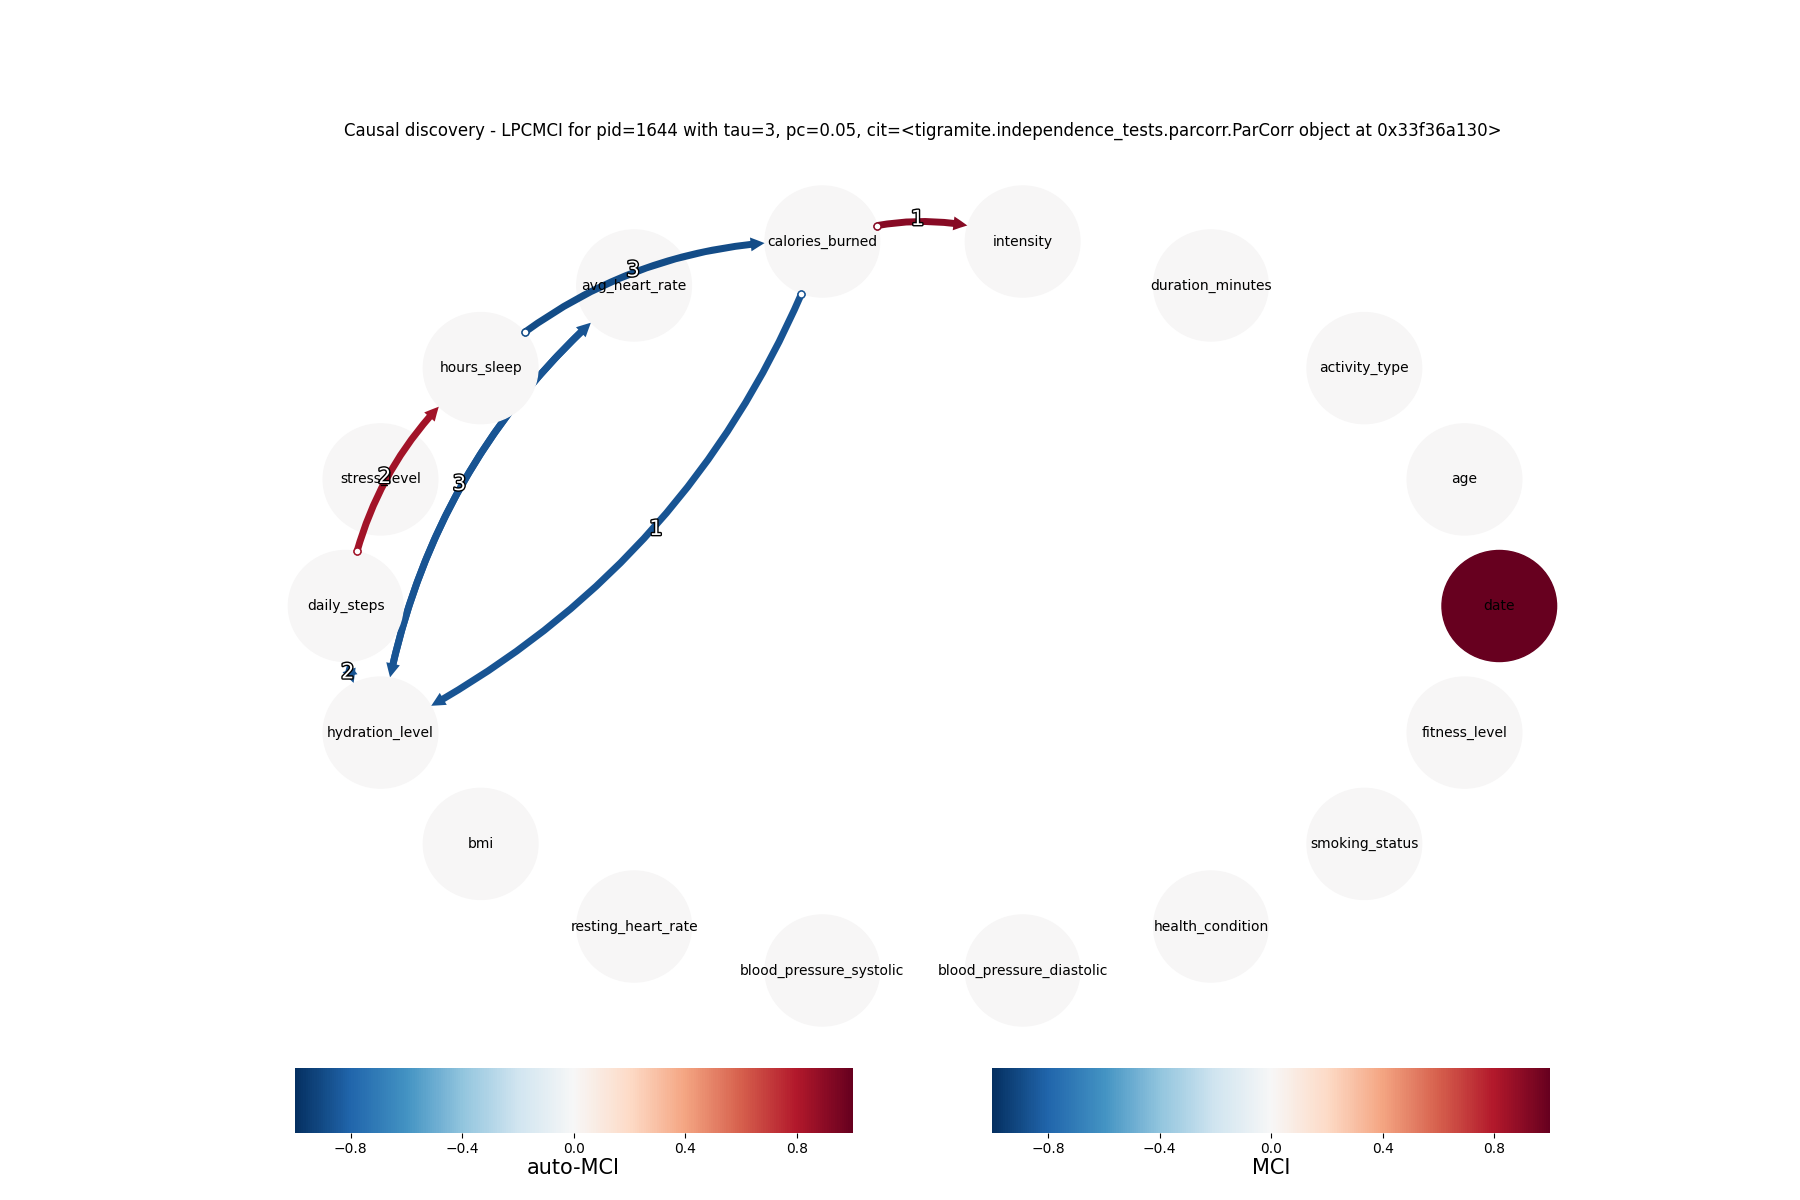 Causal discovery - LPCMCI for pid=1644 with tau=3, pc=0.05, cit=<tigramite.independence_tests.parcorr.ParCorr object at 0x33f36a130>
1
calories_burned
intensity
3
avg_heart_rate
duration_minutes
hours_sleep
activity_type
2
stress_level
3
age
1
daily_steps
date
2
hydration_level
fitness_level
bmi
smoking_status
resting_heart_rate
health_condition
blood_pressure_systolic
blood_pressure_diastolic
−0.8 −0.4 0.0 0.4 0.8
auto-MCI
−0.8 −0.4 0.0 0.4 0.8
MCI